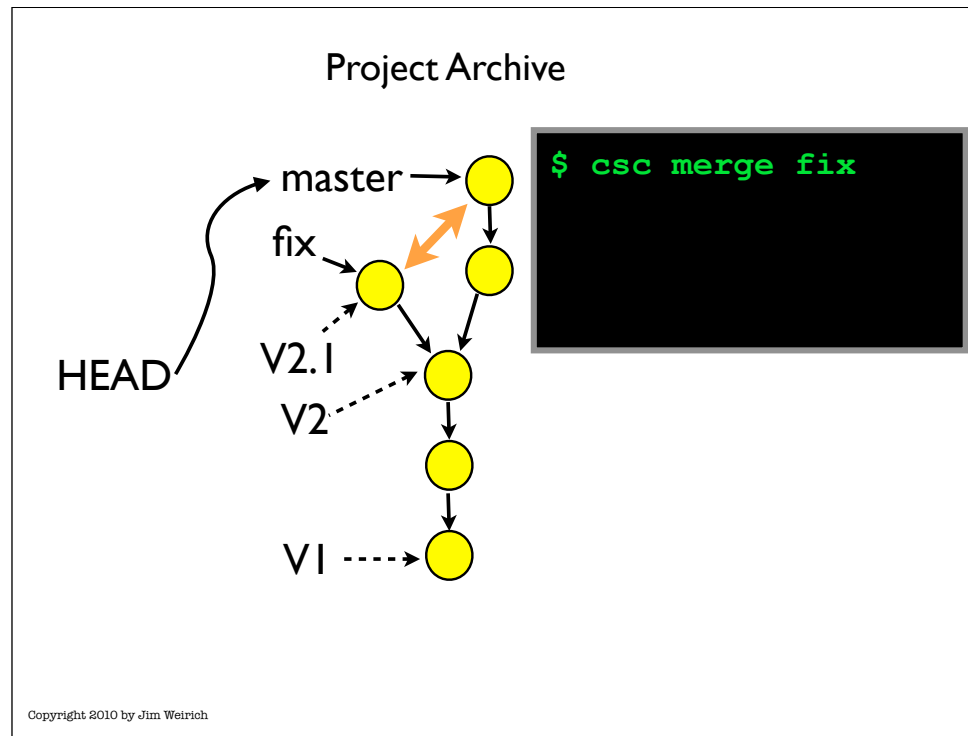 Project Archive
$ csc merge fix
master
fix
V2.1
HEAD
V2
V1
Copyright 2010 by Jim Weirich